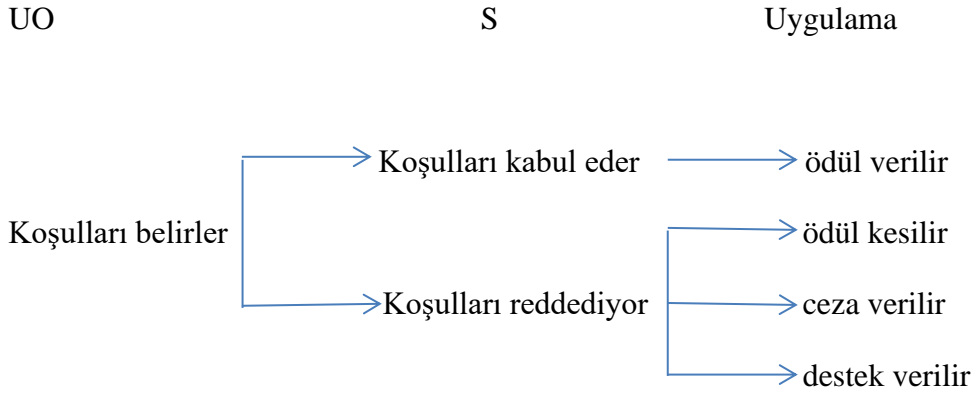 UO S Uygulama
Koşulları kabul eder ödül verilir
Koşulları belirler ödül kesilir
Koşulları reddediyor ceza verilir
destek verilir